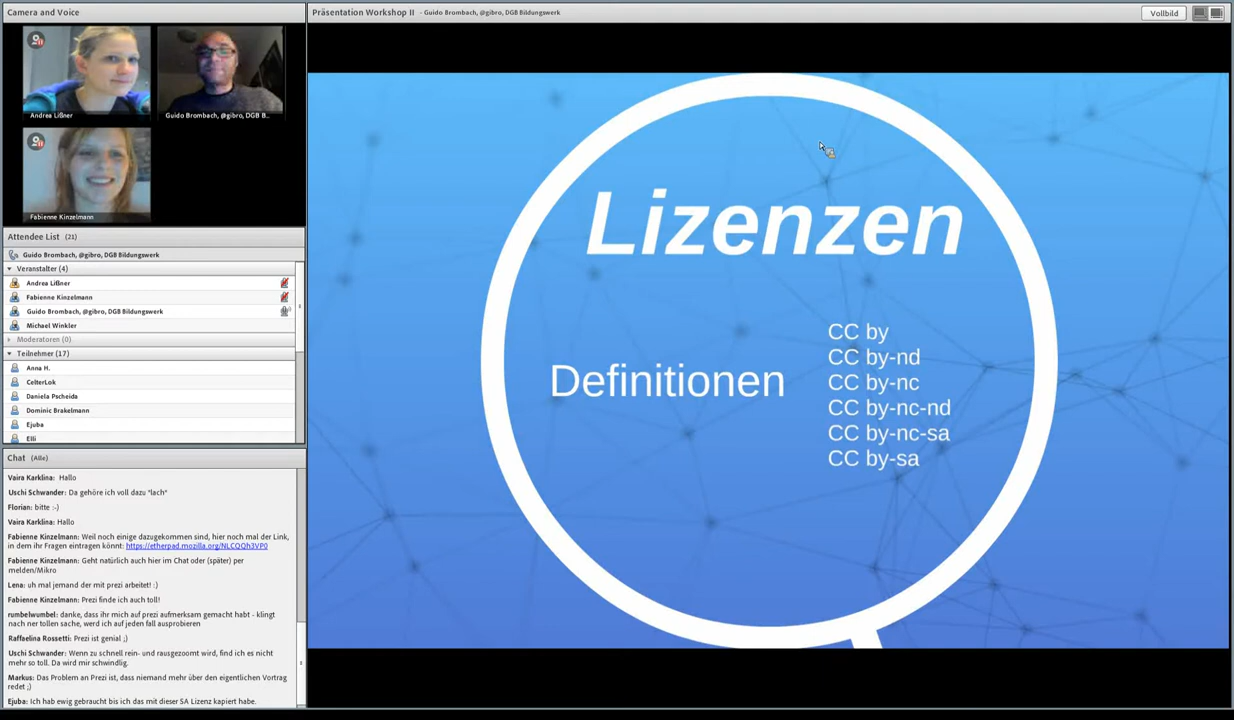 Camera and Voice
Andrea Lißner
Guido Brombach, @gibro, DGB B..
Fabienne Kinzelmann
Attendee List (21)
Guido Brombach, @gibro, DGB Bildungswerk
Veranstalter (4)
Andrea Lißner
Fabienne Kinzelmann
Guido Brombach, @gibro, DGB Bildungswerk
Michael Winkler
Moderatoren (0)
Teilnehmer (17)
Anna H.
CelterLok
Daniela Pscheida
Dominic Brakelmann
Ejuba
Elli
Chat (Alle)
Vaira Karklina: Hallo
Uschi Schwander: Da gehöre ich voll dazu *lach*
Florian: bitte :-)
Vaira Karklina: Hallo
Fabienne Kinzelmann: Weil noch einige dazugekommen sind, hier noch mal der Link,
in dem ihr Fragen eintragen könnt: https://etherpad.mozilla.org/NLCQQh3VP0
Fabienne Kinzelmann: Geht natürlich auch hier im Chat oder (später) per
melden/Mikro
Lena: uh mal jemand der mit prezi arbeitet! :)
Fabienne Kinzelmann: Prezi finde ich auch toll!
rumbelwumbel: danke, dass ihr mich auf prezi aufmerksam gemacht habt - klingt
nach ner tollen sache, werd ich auf jeden fall ausprobieren
Raffaelina Rossetti: Prezi ist genial ;)
Uschi Schwander: Wenn zu schnell rein- und rausgezoomt wird, find ich es nicht
mehr so toll. Da wird mir schwindlig.
Markus: Das Problem an Prezi ist, dass niemand mehr über den eigentlichen Vortrag
redet ;)
Ejuba: Ich hab ewig gebraucht bis ich das mit dieser SA Lizenz kapiert habe.
Präsentation Workshop II - Guido Brombach, @gibro, DGB Bildungswerk
Vollbild
Lizenzen
Definitionen
CC by
CC by-nd
CC by-nc
CC by-nc-nd
CC by-nc-sa
CC by-sa